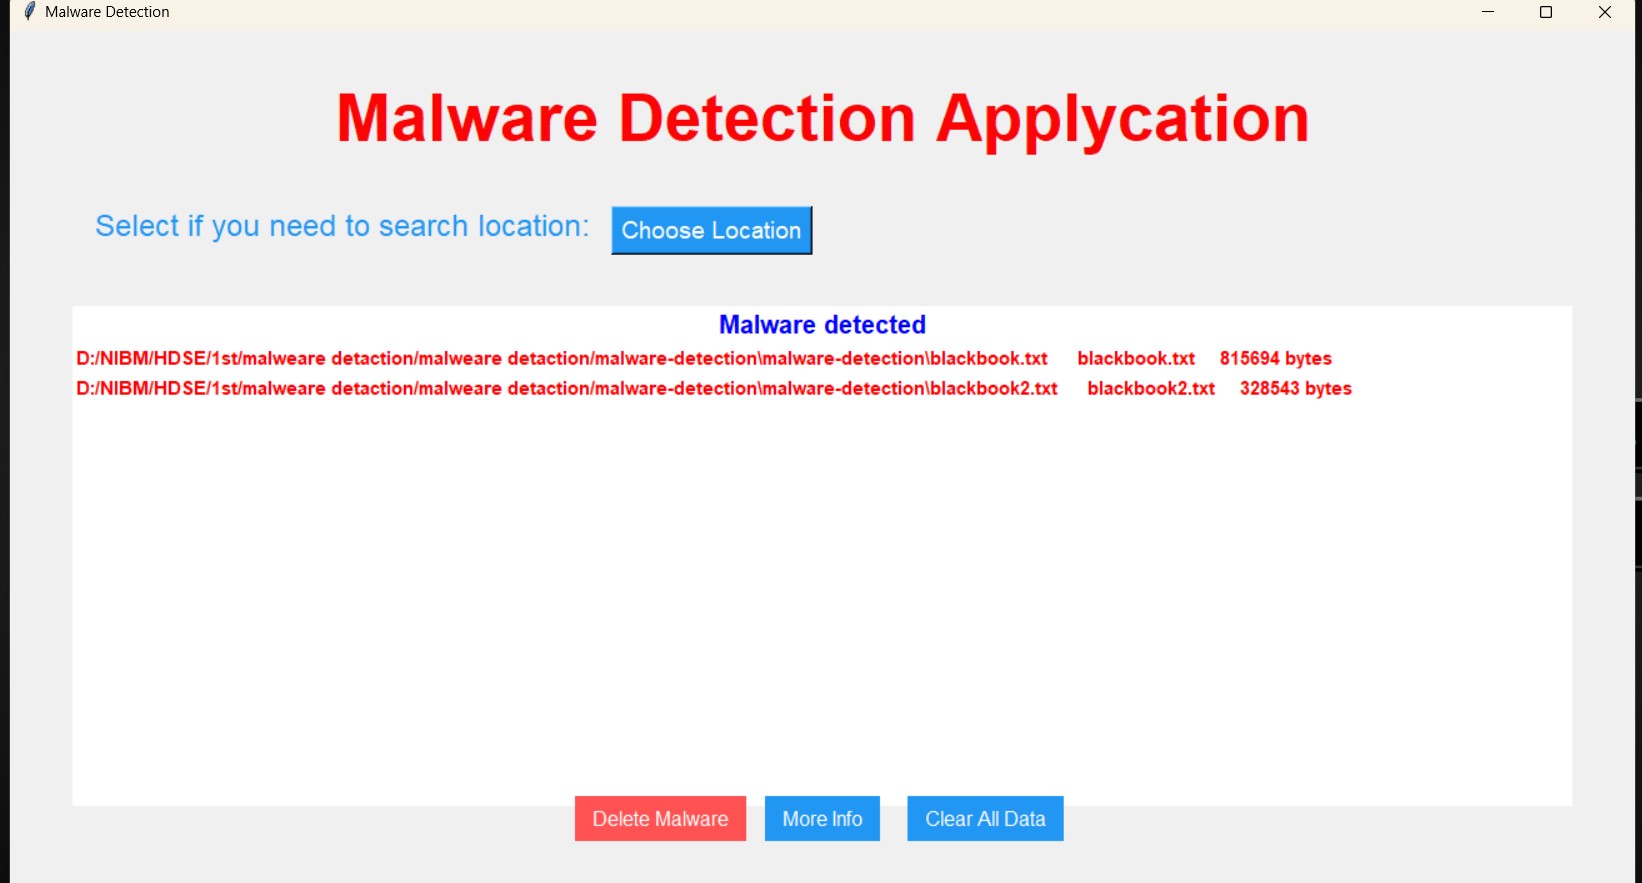 Malware Detection
Malware Detection Applycation
Select if you need to search location: Choose Location
Malware detected
D:/NIBM/HDSE/1st/malweare detaction/malweare detaction/malware-detection\malware-detection\blackbook.txt blackbook.txt 815694 bytes
D:/NIBM/HDSE/1st/malweare detaction/malweare detaction/malware-detection\malware-detection\blackbook2.txt blackbook2.txt 328543 bytes
Delete Malware More Info Clear All Data